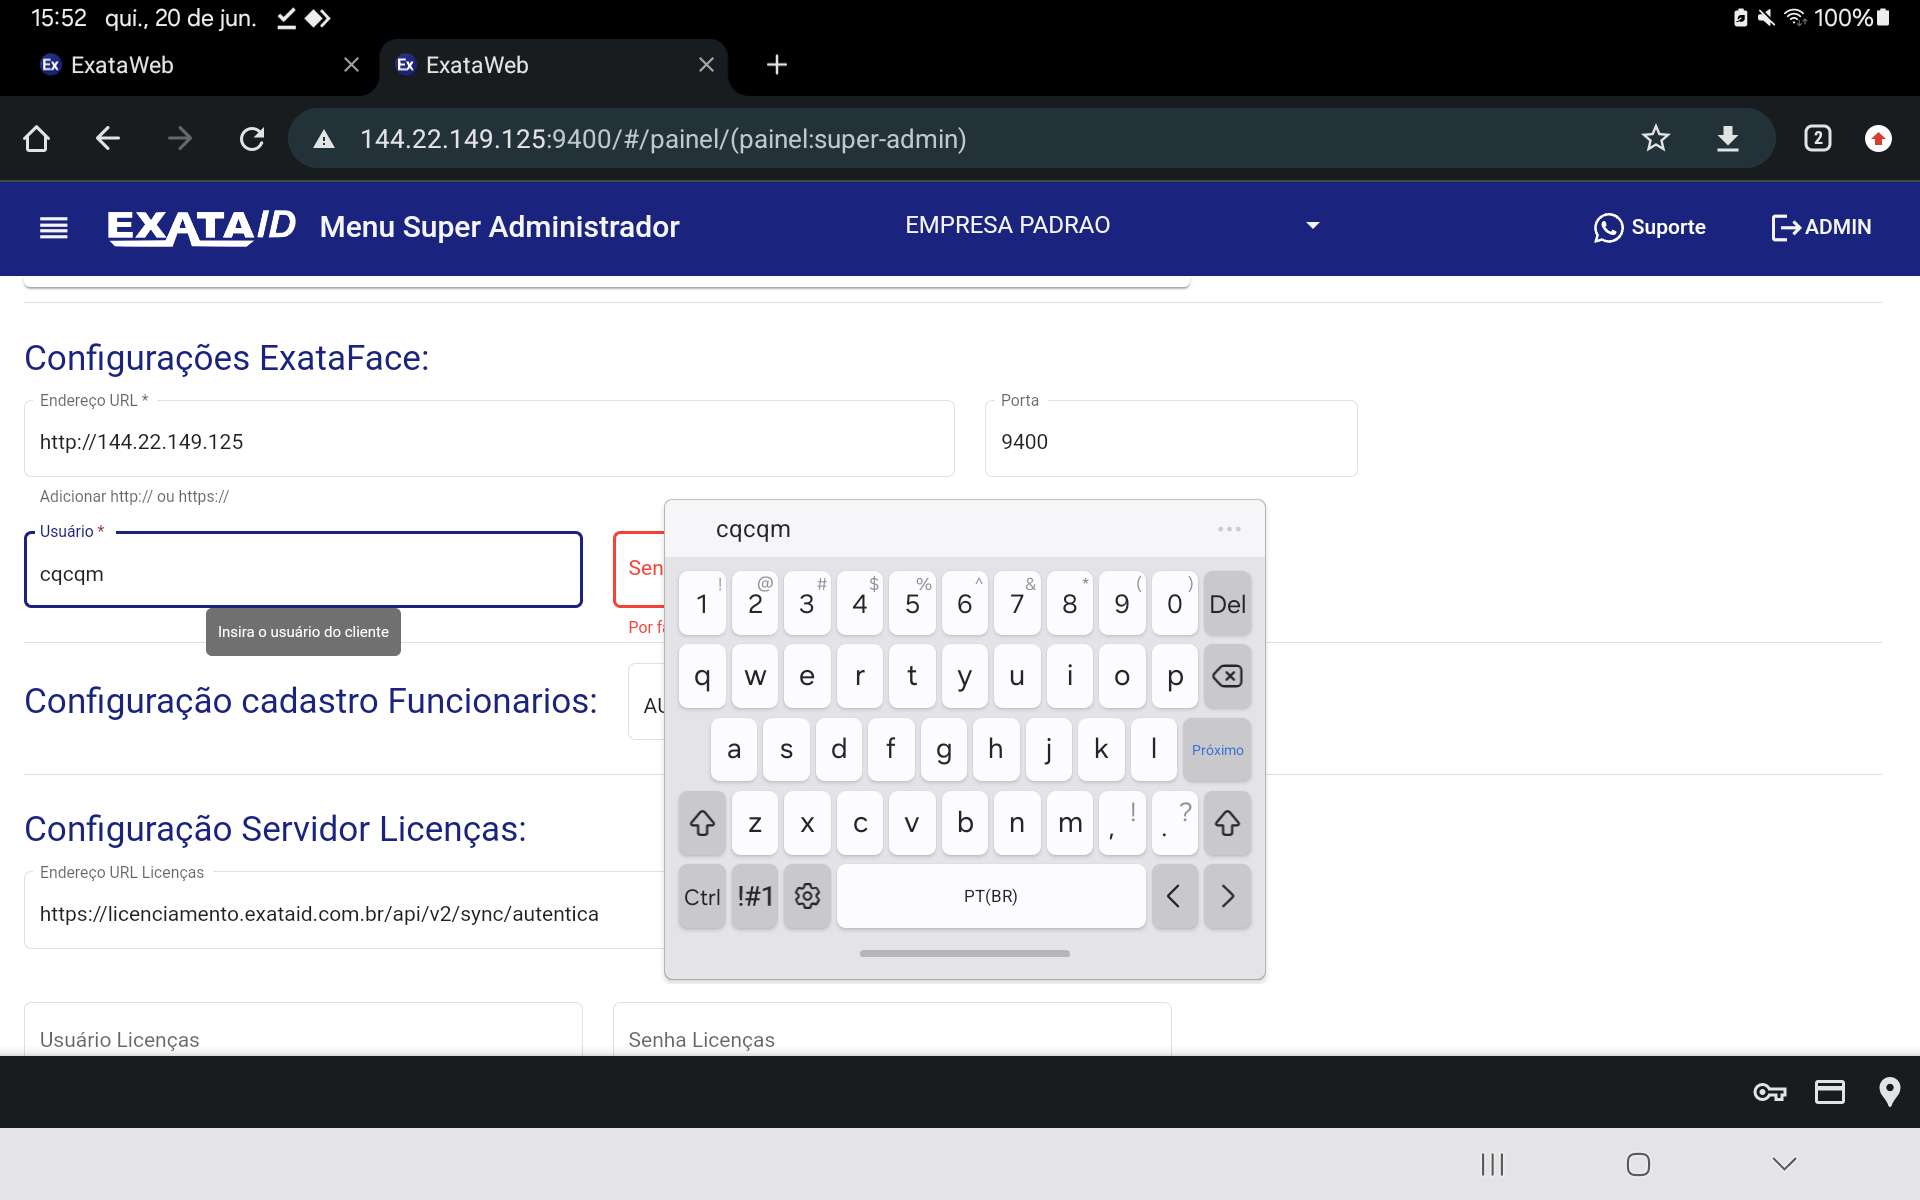 15:52 qui., 20 de jun. 100%
Ex ExataWeb Ex ExataWeb
144.22.149.125:9400/#/painel/(painel:super-admin) 2
EXATAID Menu Super Administrador EMPRESA PADRAO Suporte ADMIN
Configurações ExataFace:
Endereço URL * Porta
http://144.22.149.125 9400
Adicionar http:// ou https://
Usuário *
cqcqm Sen
Insira o usuário do cliente Por fa
Configuração cadastro Funcionarios: AU
Configuração Servidor Licenças:
Endereço URL Licenças
https://licenciamento.exataid.com.br/api/v2/sync/autentica
Usuário Licenças Senha Licenças
cqcqm
! @ # $ % ^ & * ( )
1 2 3 4 5 6 7 8 9 0 Del
q w e r t y u i o p
a s d f g h j k l Próximo
z x c v b n m , ! . ?
Ctrl !#1 PT(BR) < >